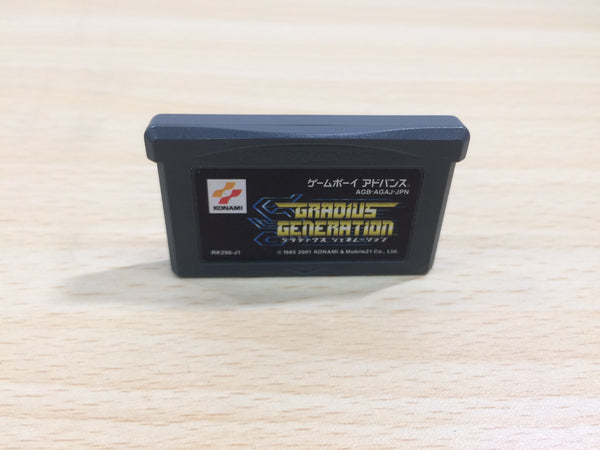 ゲームボーイ アドバンス
AGB-AGAJ-JPN
KONAMI
GRADIUS
GENERATION
グラディウス ジェネレーション
RK256-J1
© 1985 2001 KONAMI & Mobile21 Co., Ltd.